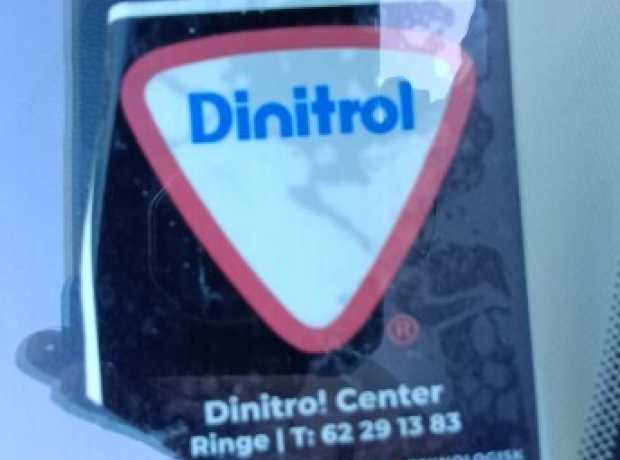 Dinitrol
®
Dinitrol Center
Ringe | T: 62 29 13 83